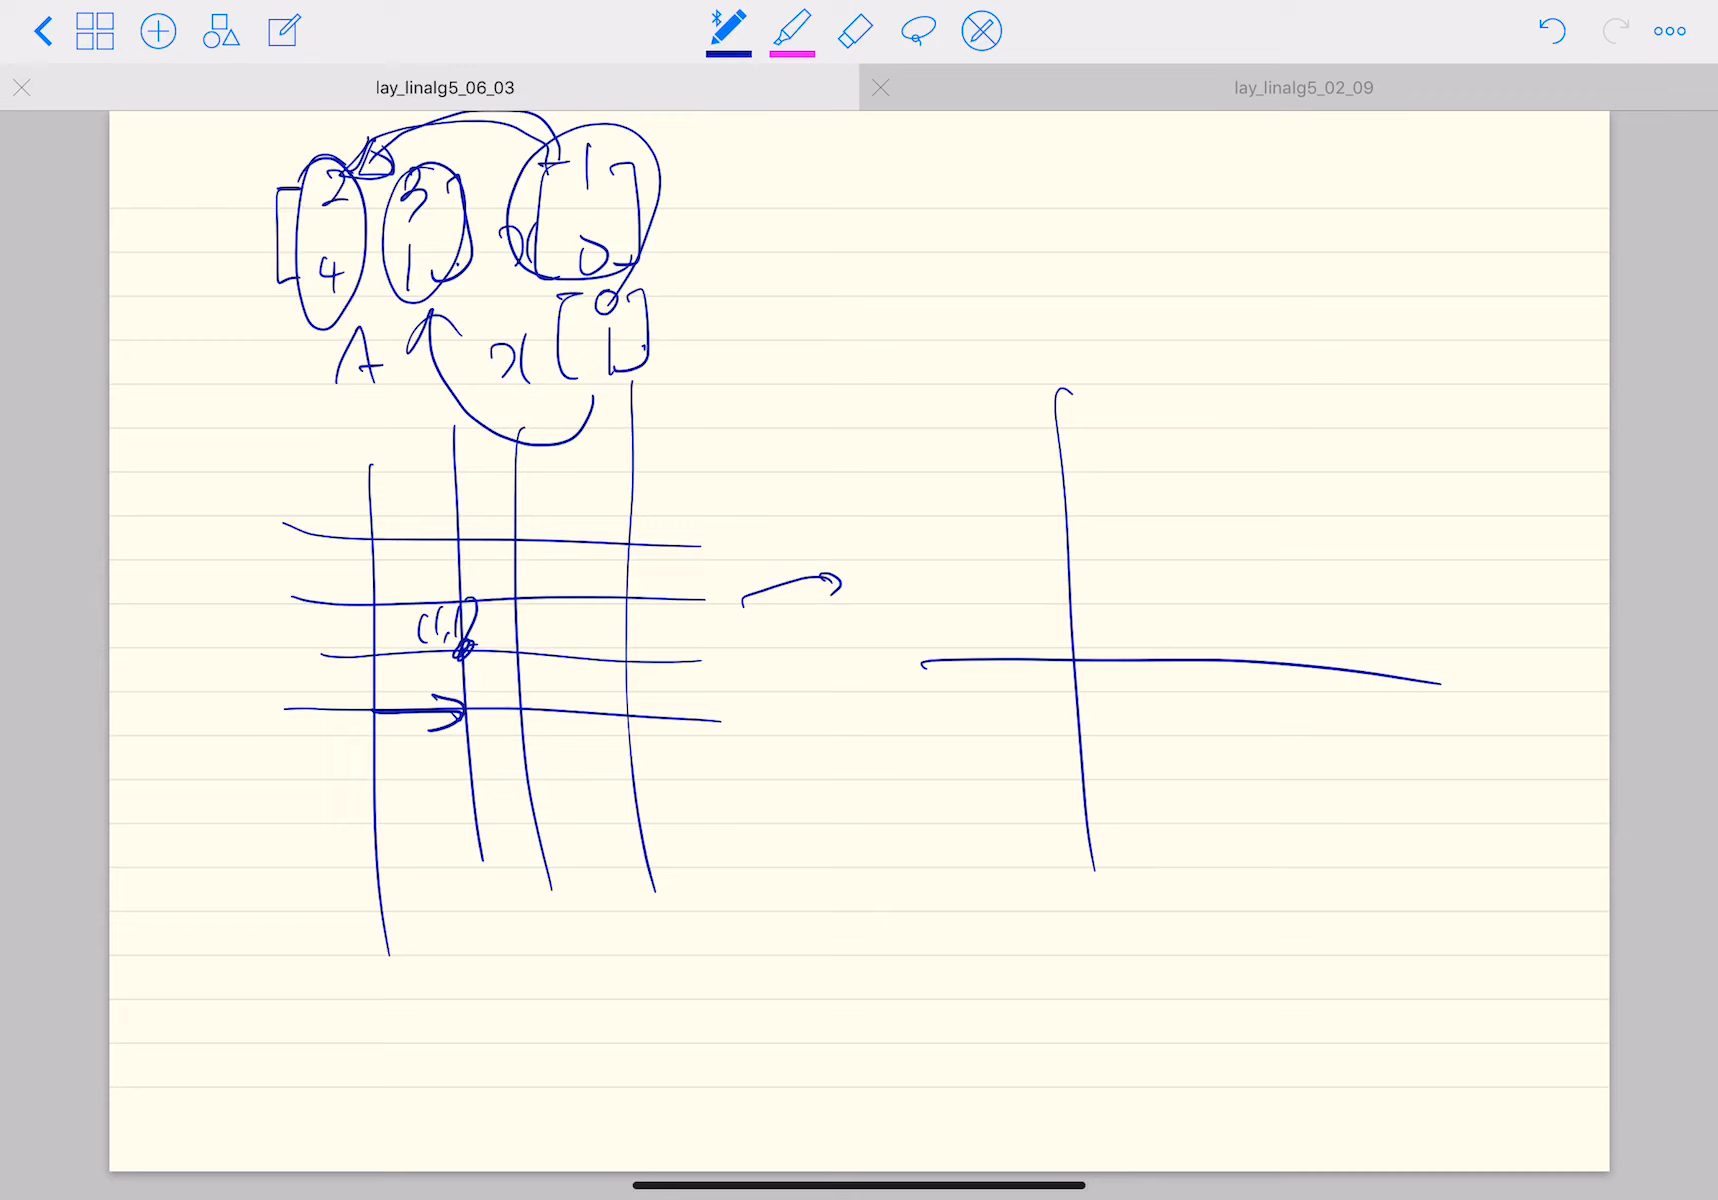 lay_linalg5_06_03 lay_linalg5_02_09
2 3 1
4 1 x 0
0
A x 1
(1,1)